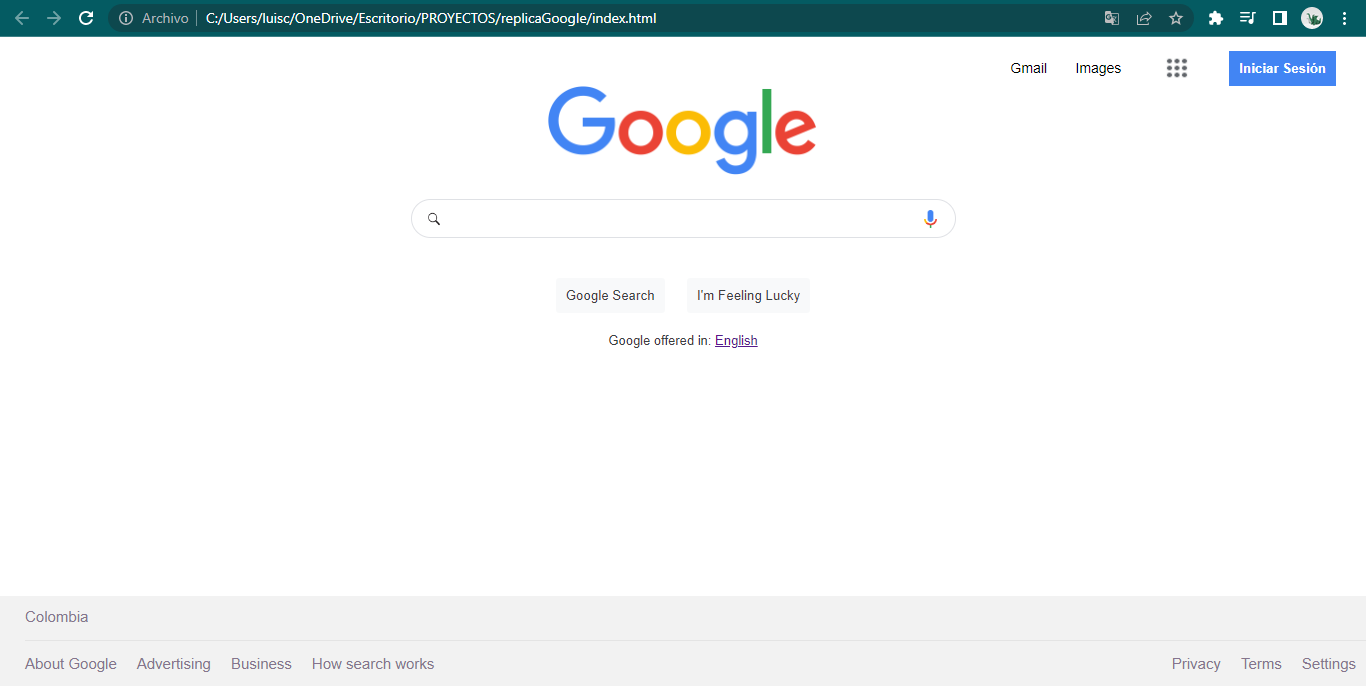 Archivo C:/Users/luisc/OneDrive/Escritorio/PROYECTOS/replicaGoogle/index.html
Gmail Images Iniciar Sesión
Google
Google Search I'm Feeling Lucky
Google offered in: English
Colombia
About Google Advertising Business How search works Privacy Terms Settings